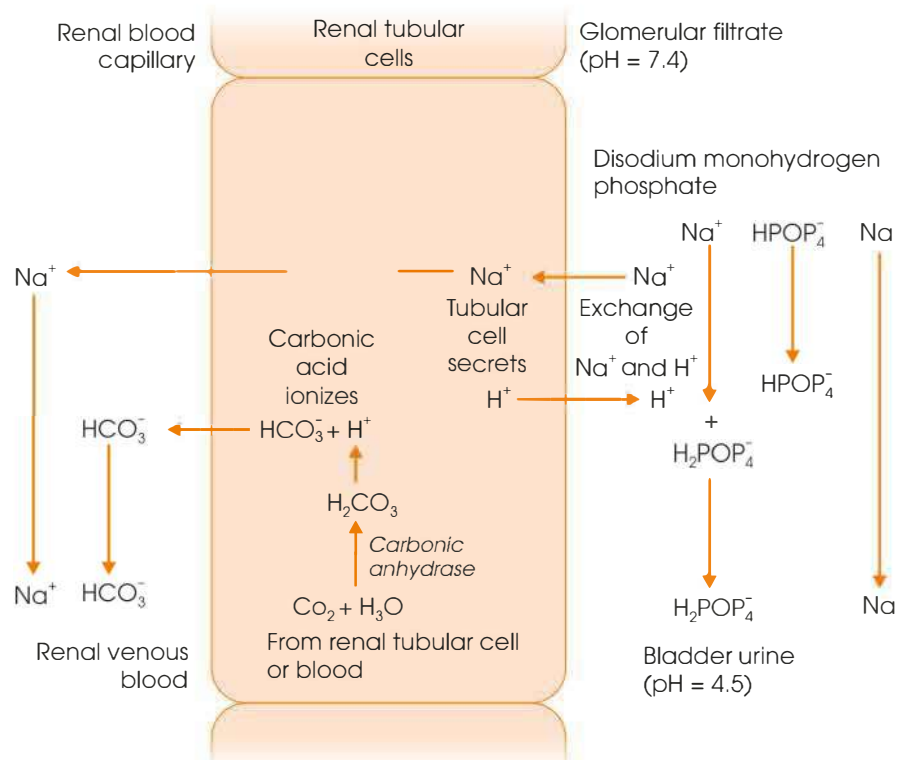 Renal blood
capillary
Renal tubular
cells
Glomerular filtrate
(pH = 7.4)
Disodium monohydrogen
phosphate
Na⁺ HPOP₄⁻ Na
Na⁺ Na⁺ Na⁺
Tubular
cell
secrets
Exchange
of
Na⁺ and H⁺
Carbonic
acid
ionizes
H⁺ H⁺ HPOP₄⁻
HCO₃⁻ HCO₃⁻ + H⁺
+
H₂POP₄⁻
H₂CO₃
Carbonic
anhydrase
Na⁺ HCO₃⁻ Co₂ + H₃O H₂POP₄⁻ Na
From renal tubular cell
or blood
Renal venous
blood
Bladder urine
(pH = 4.5)